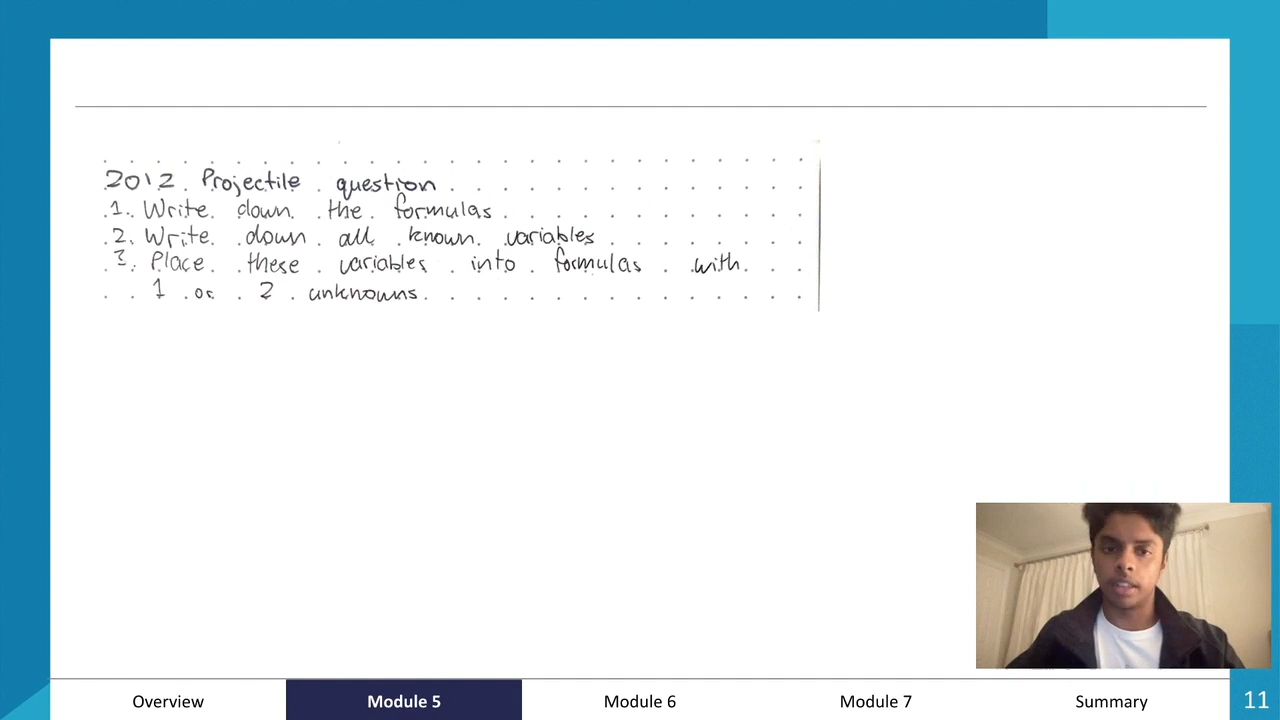 2012 Projectile question
1. Write down the formulas
2. Write down all known variables
3. Place these variables into formulas with
1 or 2 unknowns.
Overview
Module 5
Module 6
Module 7
Summary
11